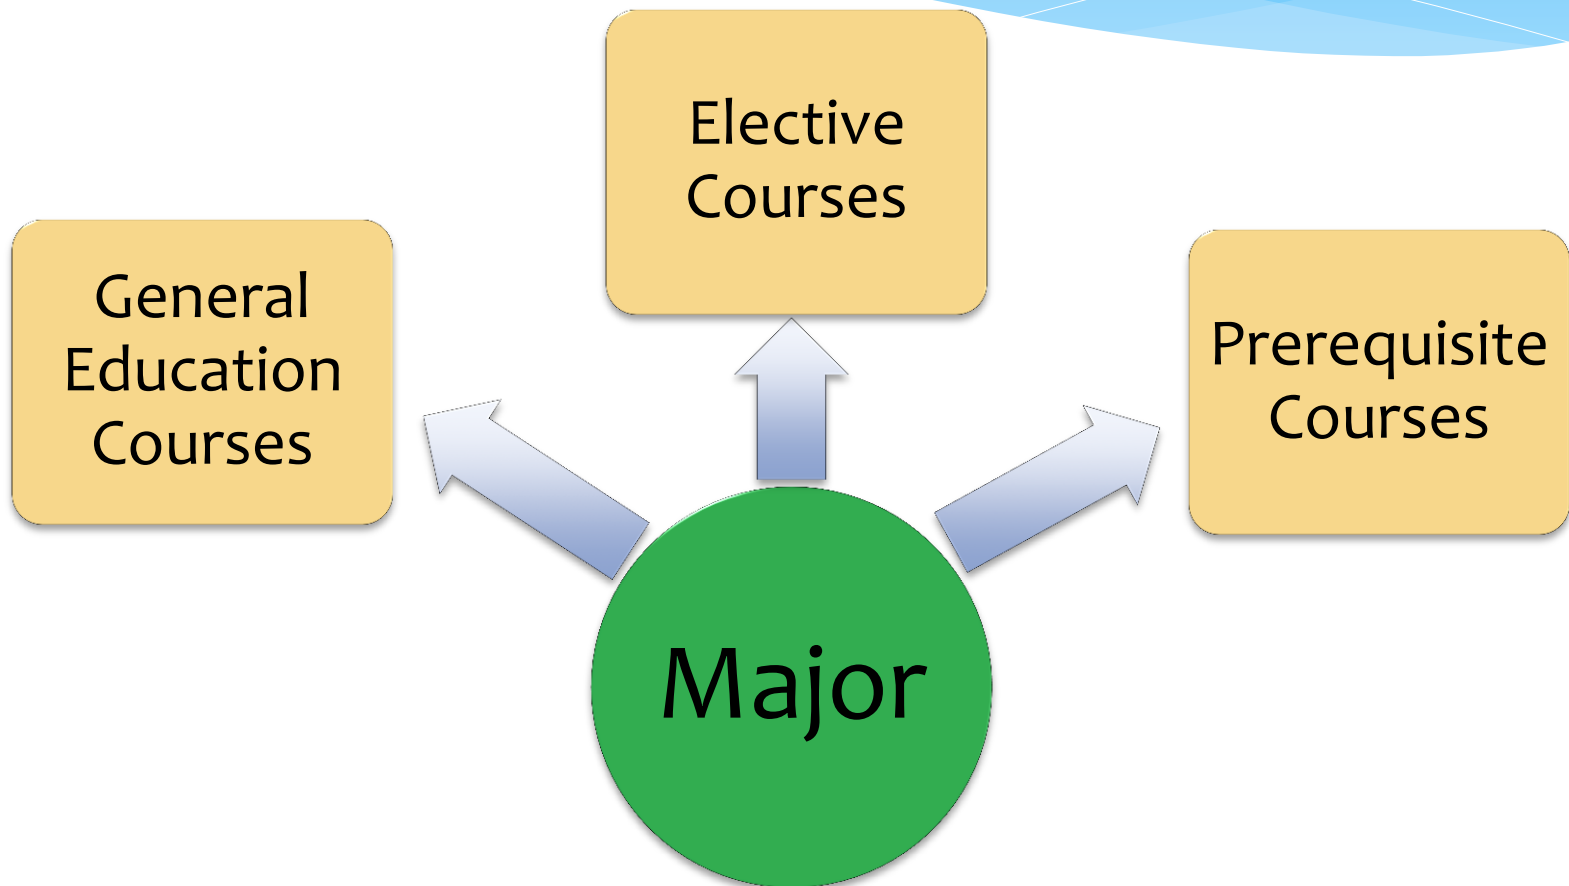 Elective
Courses
General
Education
Courses
Prerequisite
Courses
Major